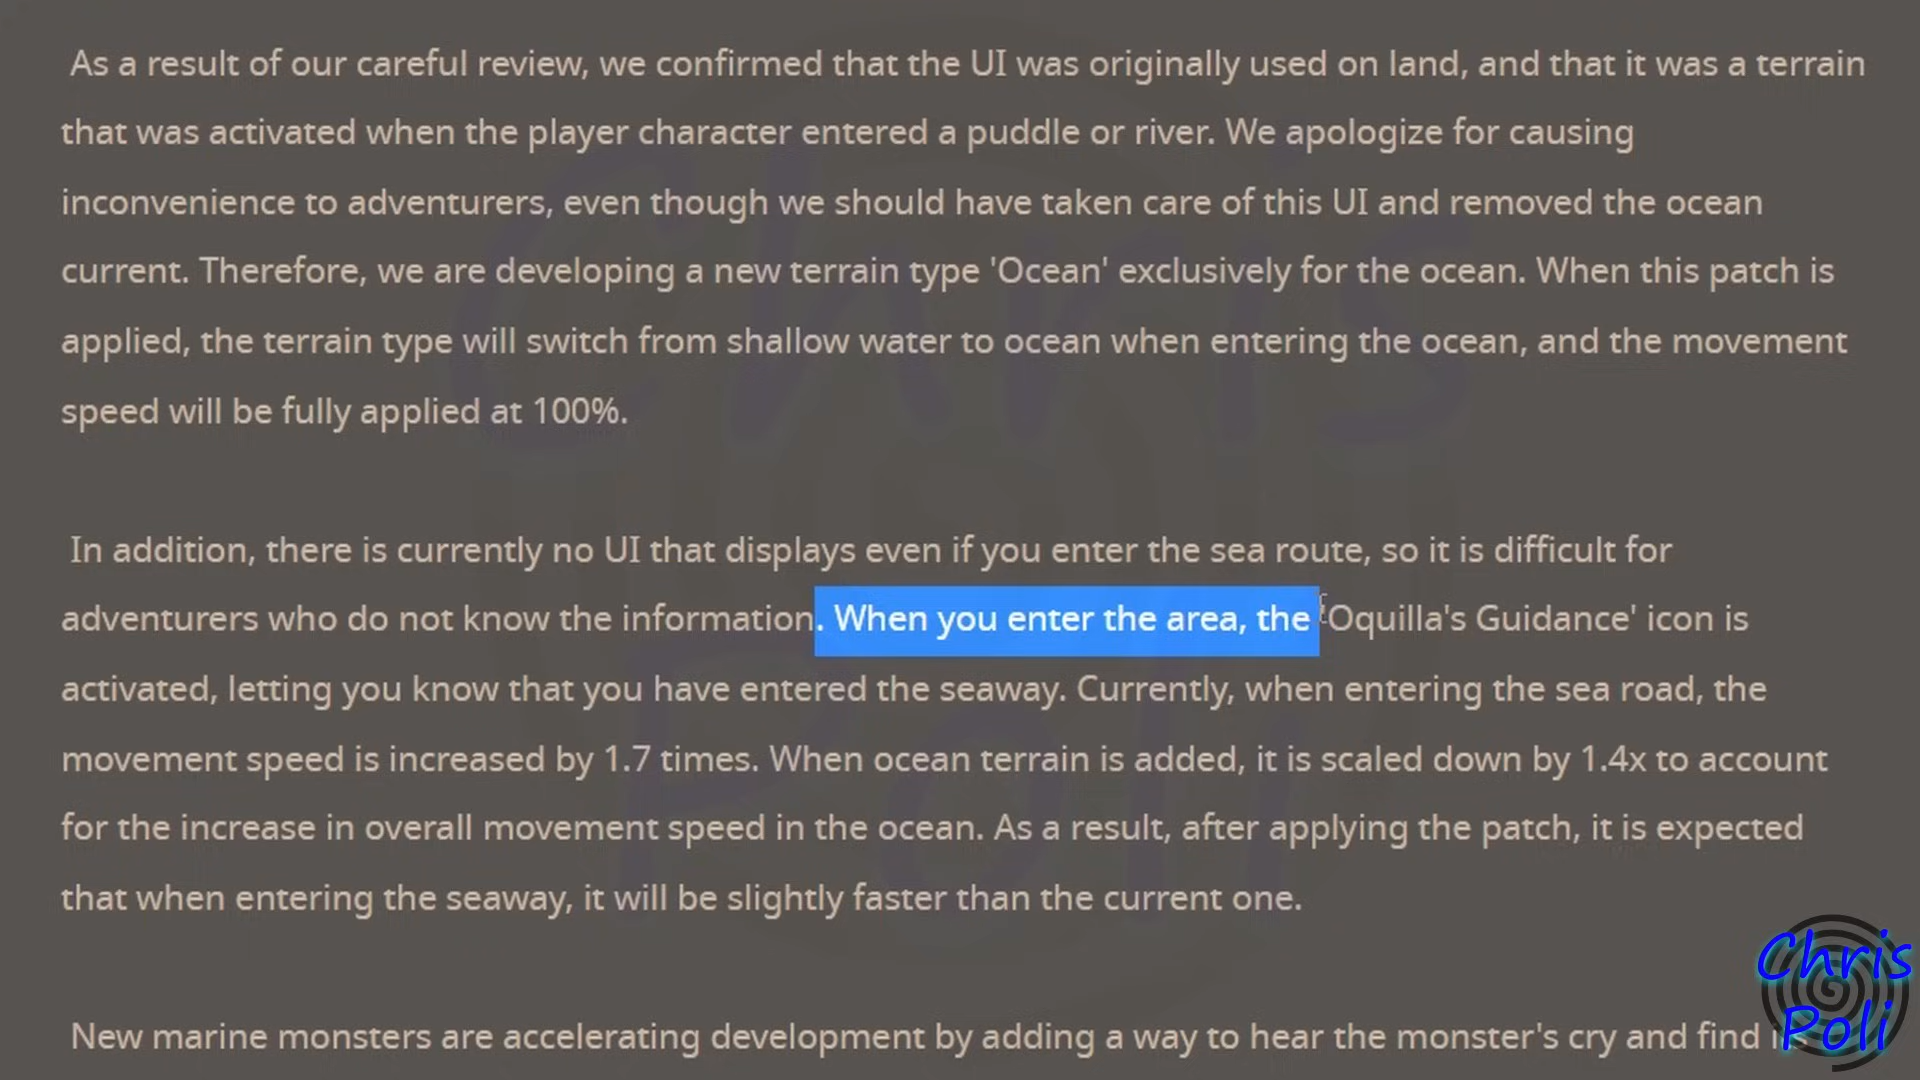 As a result of our careful review, we confirmed that the UI was originally used on land, and that it was a terrain
that was activated when the player character entered a puddle or river. We apologize for causing
inconvenience to adventurers, even though we should have taken care of this UI and removed the ocean
current. Therefore, we are developing a new terrain type 'Ocean' exclusively for the ocean. When this patch is
applied, the terrain type will switch from shallow water to ocean when entering the ocean, and the movement
speed will be fully applied at 100%.
In addition, there is currently no UI that displays even if you enter the sea route, so it is difficult for
adventurers who do not know the information. When you enter the area, the 'Oquilla's Guidance' icon is
activated, letting you know that you have entered the seaway. Currently, when entering the sea road, the
movement speed is increased by 1.7 times. When ocean terrain is added, it is scaled down by 1.4x to account
for the increase in overall movement speed in the ocean. As a result, after applying the patch, it is expected
that when entering the seaway, it will be slightly faster than the current one.
New marine monsters are accelerating development by adding a way to hear the monster's cry and find
Chris
Poli
Chris
Poli